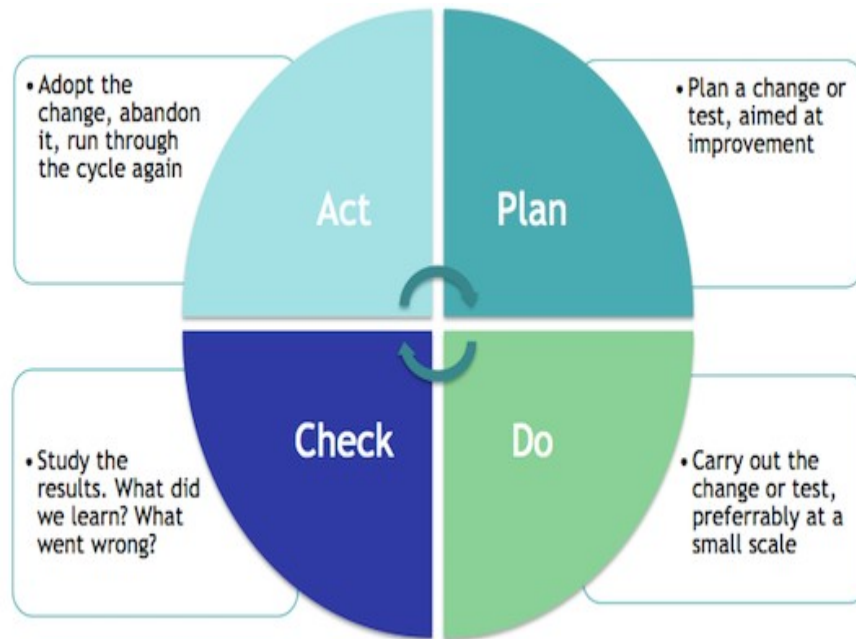 • Adopt the
change, abandon
it, run through
the cycle again
Act
Plan
• Plan a change or
test, aimed at
improvement
• Study the
results. What did
we learn? What
went wrong?
Check
Do
• Carry out the
change or test,
preferrably at a
small scale